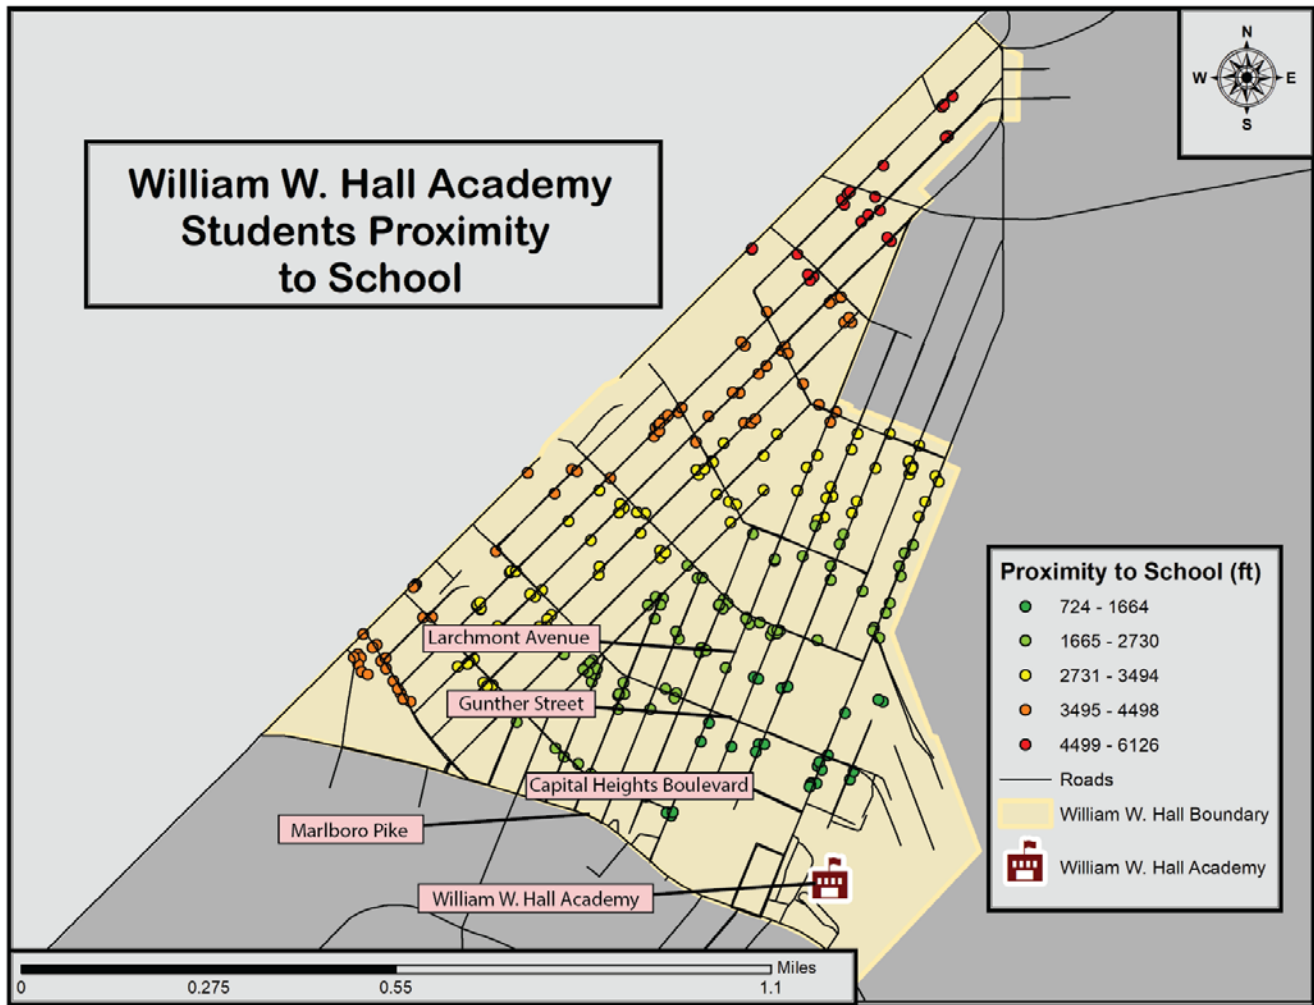 William W. Hall Academy
Students Proximity
to School
N
W
E
S
Larchmont Avenue
Gunther Street
Capital Heights Boulevard
Marlboro Pike
William W. Hall Academy
Proximity to School (ft)
724 - 1664
1665 - 2730
2731 - 3494
3495 - 4498
4499 - 6126
Roads
William W. Hall Boundary
William W. Hall Academy
Miles
0
0.275
0.55
1.1